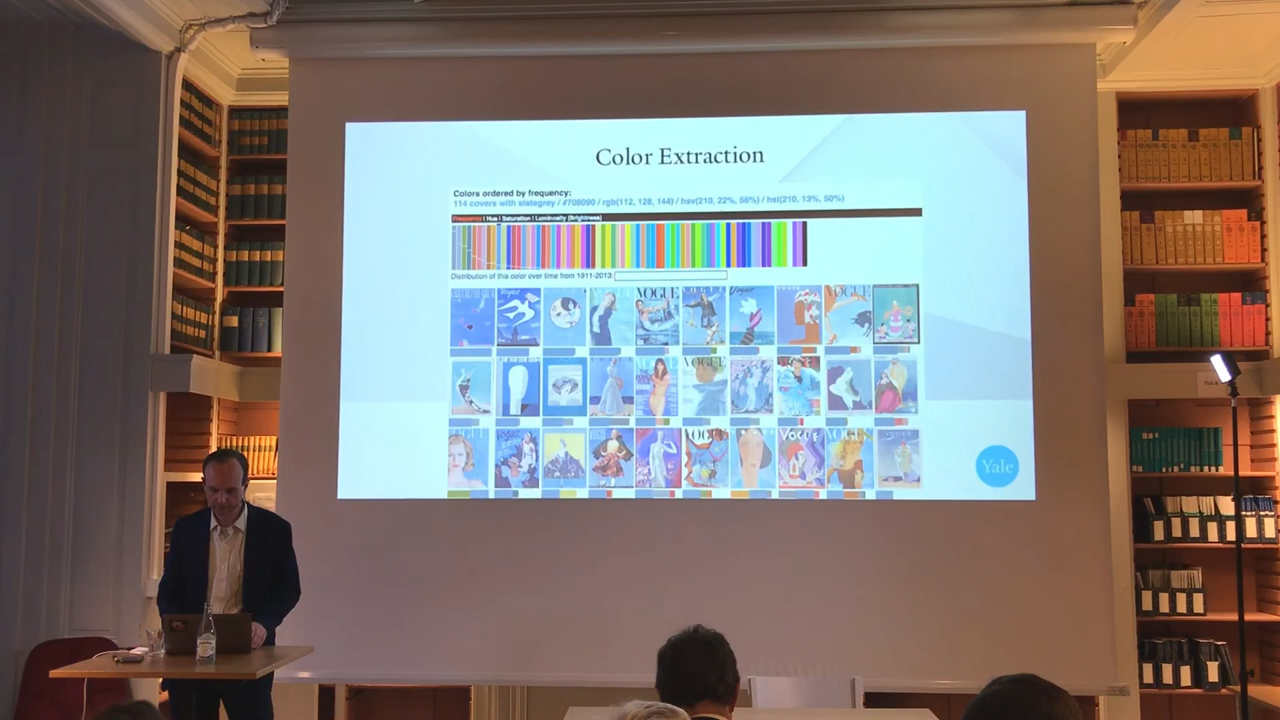 Color Extraction
Colors ordered by frequency:
114 covers with slategrey / #708090 / rgb(112, 128, 144) / hsv(210, 22%, 56%) / hsl(210, 13%, 50%)
Frequency | Hue | Saturation | Luminosity (Brightness)
Distribution of this color over time from 1911-2013:
VOGUE
Vogue
VOGUE
VOGUE
VOGUE
Yale